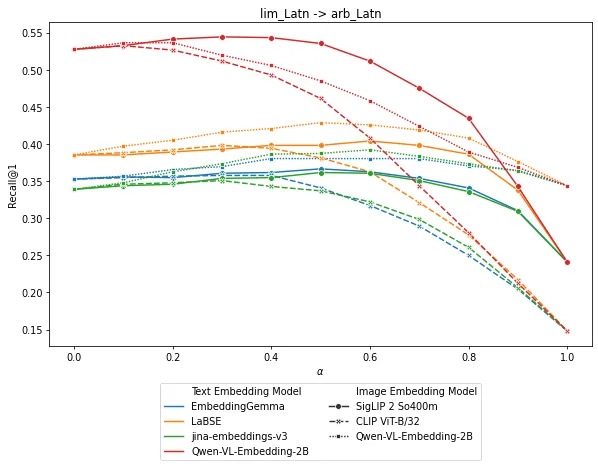 lim_Latn -> arb_Latn
Recall@1
0.55
0.50
0.45
0.40
0.35
0.30
0.25
0.20
0.15
0.0 0.2 0.4 0.6 0.8 1.0
α
Text Embedding Model Image Embedding Model
EmbeddingGemma SigLIP 2 So400m
LaBSE CLIP ViT-B/32
jina-embeddings-v3 Qwen-VL-Embedding-2B
Qwen-VL-Embedding-2B